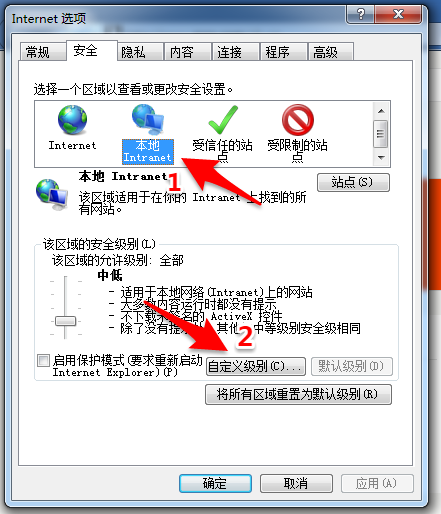 Internet 选项
常规 安全 隐私 内容 连接 程序 高级
选择一个区域以查看或更改安全设置。
Internet 本地 Intranet 受信任的站点 受限制的站点
1
本地 Intranet
站点(S)
该区域适用于在你的 Intranet 上找到的所
有网站。
该区域的安全级别(L)
该区域的允许级别: 全部
中低
- 适用于本地网络(Intranet)上的网站
- 大多数内容运行时都没有提示
- 不下载未签名的 ActiveX 控件
- 除了没有提 其他 中等级别安全级相同
2
启用保护模式(要求重新启动
Internet Explorer)(P)
自定义级别(C)... 默认级别(D)
将所有区域重置为默认级别(R)
确定 取消 应用(A)